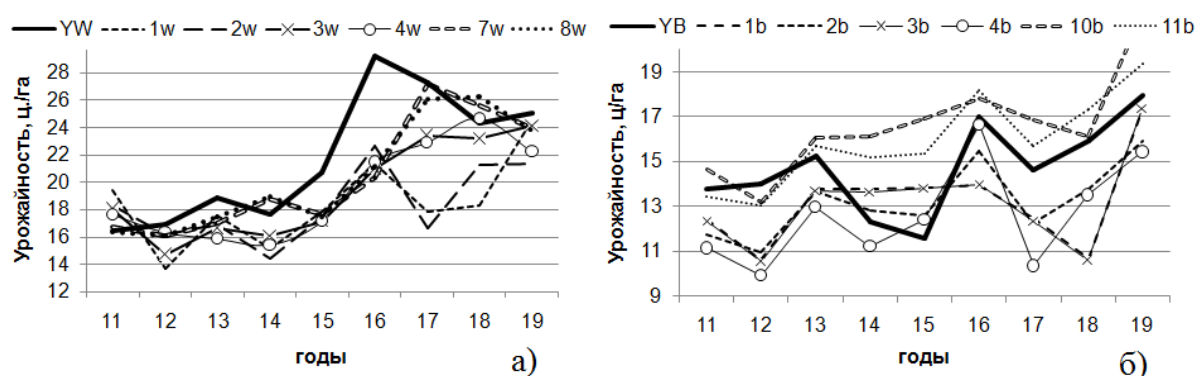 YW 1w 2w 3w 4w 7w 8w
Урожайность, ц./га
28
26
24
22
20
18
16
14
12
11 12 13 14 15 16 17 18 19
годы
а)
YB 1b 2b 3b 4b 10b 11b
Урожайность, ц/га
19
17
15
13
11
9
11 12 13 14 15 16 17 18 19
годы
б)